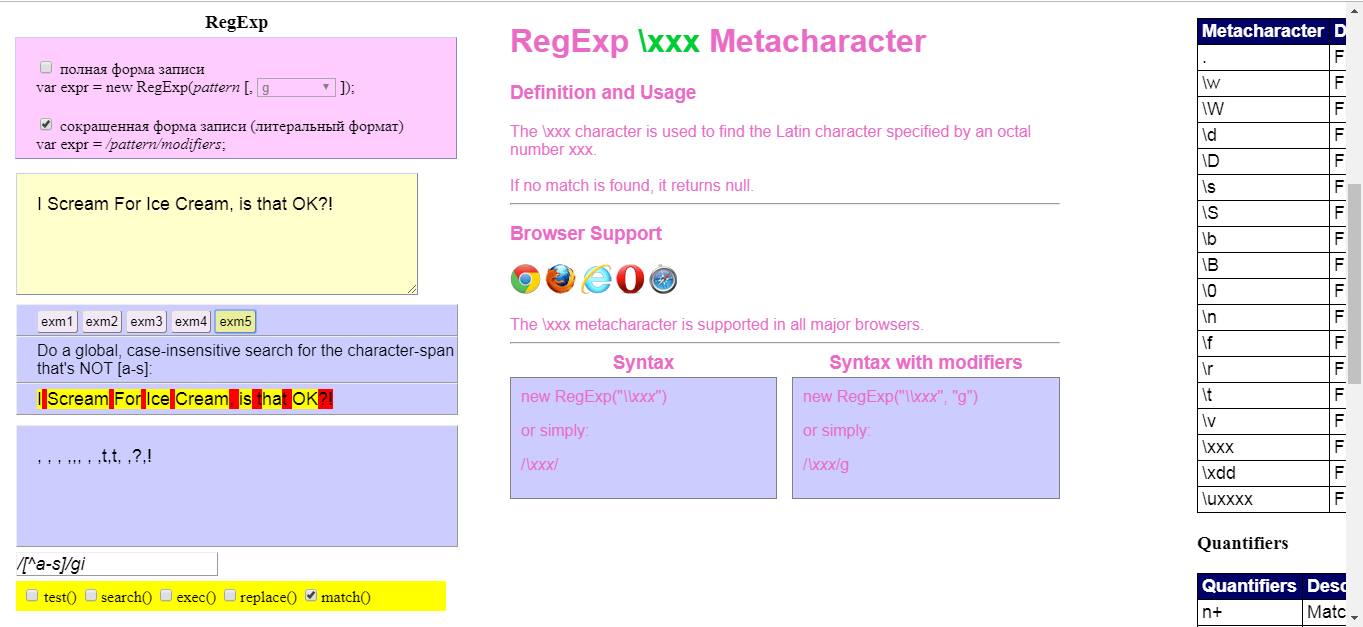 RegExp
полная форма записи
var expr = new RegExp(pattern [, g ]);
сокращенная форма записи (литеральный формат)
var expr = /pattern/modifiers;
I Scream For Ice Cream, is that OK?!
exm1 exm2 exm3 exm4 exm5
Do a global, case-insensitive search for the character-span
that's NOT [a-s]:
I Scream For Ice Cream, is that OK?!
, , , ,,, , ,t,t, ,?,!
/[^a-s]/gi
test() search() exec() replace() match()
RegExp \xxx Metacharacter
Definition and Usage
The \xxx character is used to find the Latin character specified by an octal
number xxx.
If no match is found, it returns null.
Browser Support
The \xxx metacharacter is supported in all major browsers.
Syntax
new RegExp("\\xxx")
or simply:
/\xxx/
Syntax with modifiers
new RegExp("\\xxx", "g")
or simply:
/\xxx/g
Metacharacter D
. F
\w F
\W F
\d F
\D F
\s F
\S F
\b F
\B F
\0 F
\n F
\f F
\r F
\t F
\v F
\xxx F
\xdd F
\uxxxx F
Quantifiers
Quantifiers Desc
n+ Matc